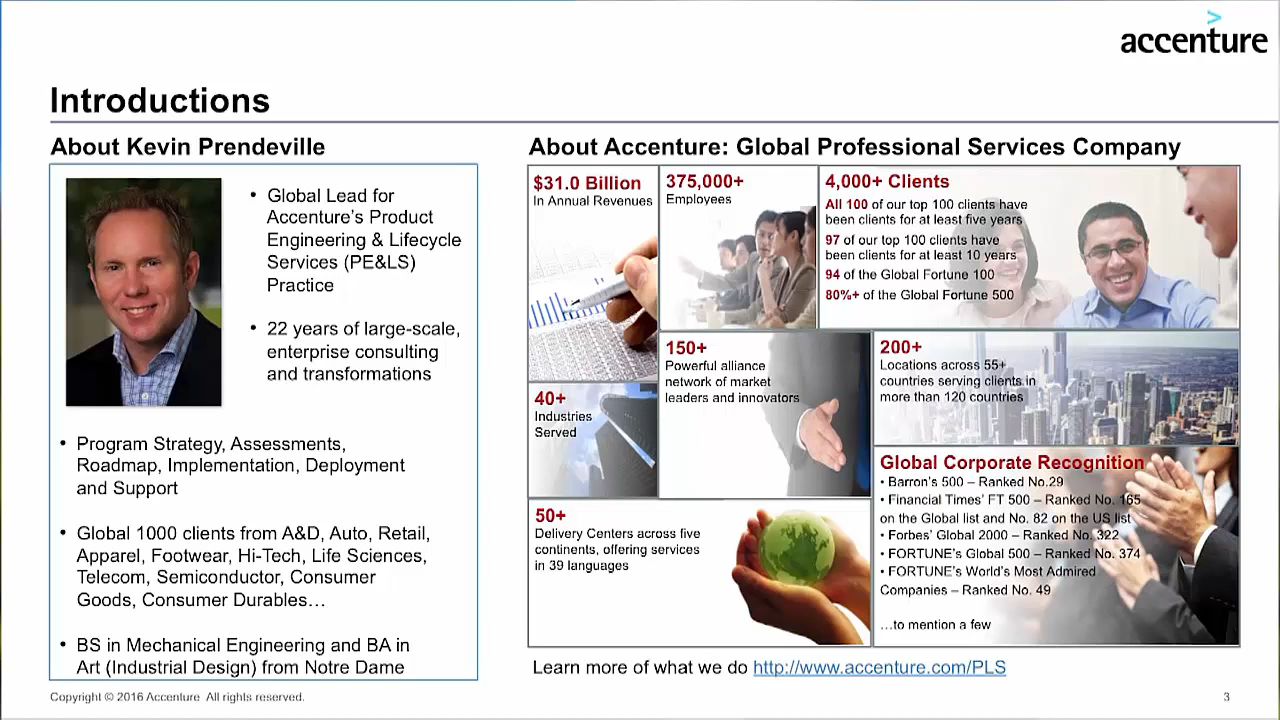 >
accenture
Introductions
About Kevin Prendeville
• Global Lead for
Accenture's Product
Engineering & Lifecycle
Services (PE&LS)
Practice
• 22 years of large-scale,
enterprise consulting
and transformations
• Program Strategy, Assessments,
Roadmap, Implementation, Deployment
and Support
• Global 1000 clients from A&D, Auto, Retail,
Apparel, Footwear, Hi-Tech, Life Sciences,
Telecom, Semiconductor, Consumer
Goods, Consumer Durables…
• BS in Mechanical Engineering and BA in
Art (Industrial Design) from Notre Dame
About Accenture: Global Professional Services Company
$31.0 Billion
In Annual Revenues
375,000+
Employees
4,000+ Clients
All 100 of our top 100 clients have
been clients for at least five years
97 of our top 100 clients have
been clients for at least 10 years
94 of the Global Fortune 100
80%+ of the Global Fortune 500
40+
Industries
Served
150+
Powerful alliance
network of market
leaders and innovators
200+
Locations across 55+
countries serving clients in
more than 120 countries
50+
Delivery Centers across five
continents, offering services
in 39 languages
Global Corporate Recognition
• Barron's 500 – Ranked No.29
• Financial Times' FT 500 – Ranked No. 165
on the Global list and No. 82 on the US list
• Forbes' Global 2000 – Ranked No. 322
• FORTUNE's Global 500 – Ranked No. 374
• FORTUNE's World's Most Admired
Companies – Ranked No. 49
…to mention a few
Learn more of what we do http://www.accenture.com/PLS
Copyright © 2016 Accenture All rights reserved.
3